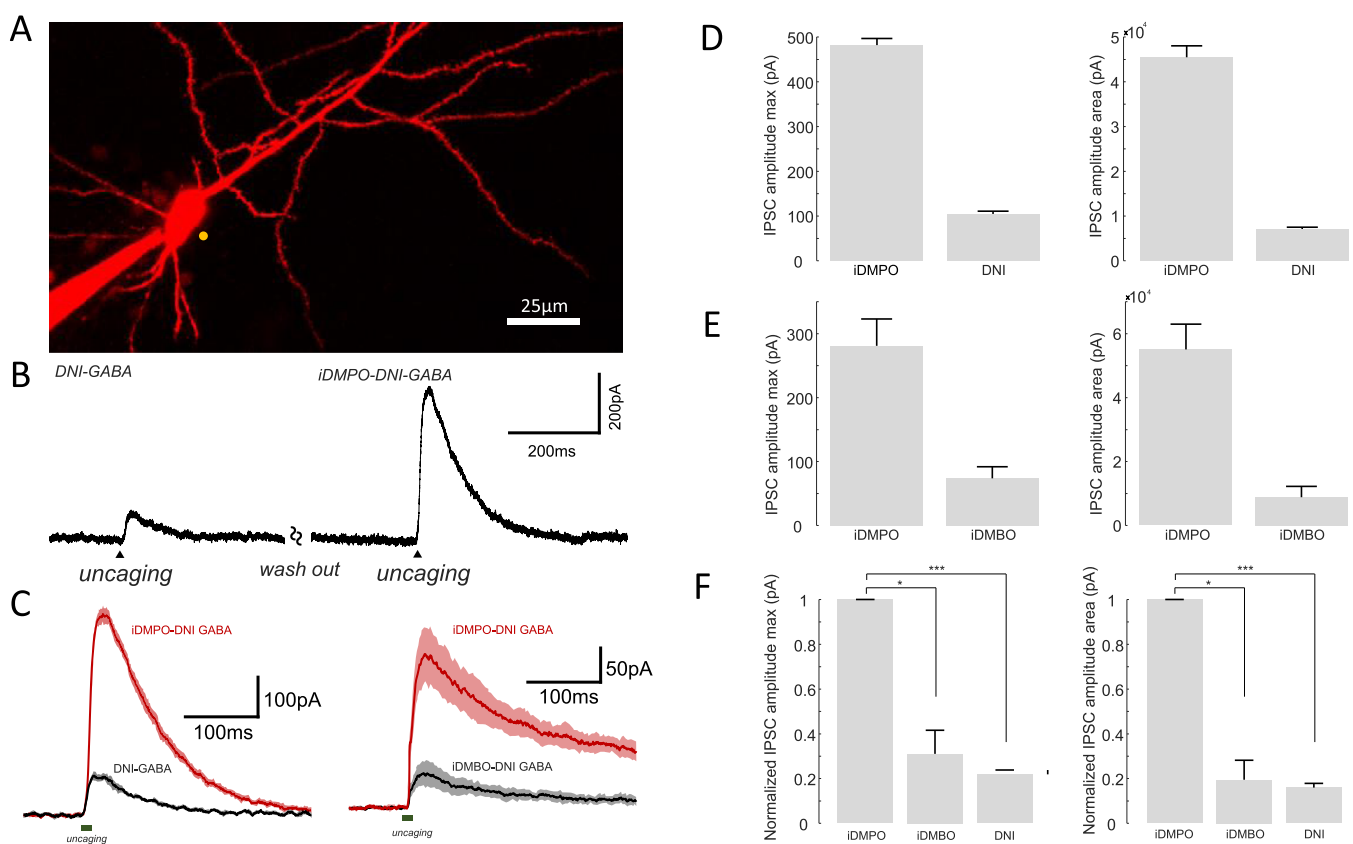 A
25µm
B
DNI-GABA
iDMPO-DNI-GABA
200pA
200ms
uncaging
wash out
uncaging
C
iDMPO-DNI GABA
100pA
100ms
DNI-GABA
uncaging
iDMPO-DNI GABA
50pA
100ms
iDMBO-DNI GABA
uncaging
D
IPSC amplitude max (pA)
500
400
300
200
100
0
iDMPO
DNI
IPSC amplitude area (pA)
×10⁴
5
4
3
2
1
0
iDMPO
DNI
E
IPSC amplitude max (pA)
300
200
100
0
iDMPO
iDMBO
IPSC amplitude area (pA)
×10⁴
6
4
2
0
iDMPO
iDMBO
F
Normalized IPSC amplitude max (pA)
1
0.8
0.6
0.4
0.2
0
***
*
iDMPO
iDMBO
DNI
Normalized IPSC amplitude area (pA)
1
0.8
0.6
0.4
0.2
0
***
*
iDMPO
iDMBO
DNI